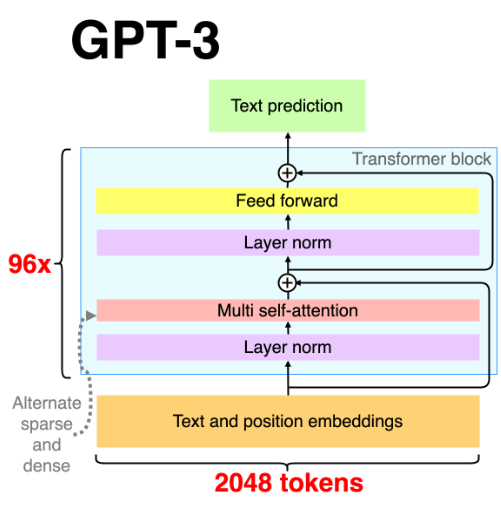 GPT-3
Text prediction
Transformer block
Feed forward
Layer norm
96x
Multi self-attention
Layer norm
Alternate
sparse
and
dense
Text and position embeddings
2048 tokens